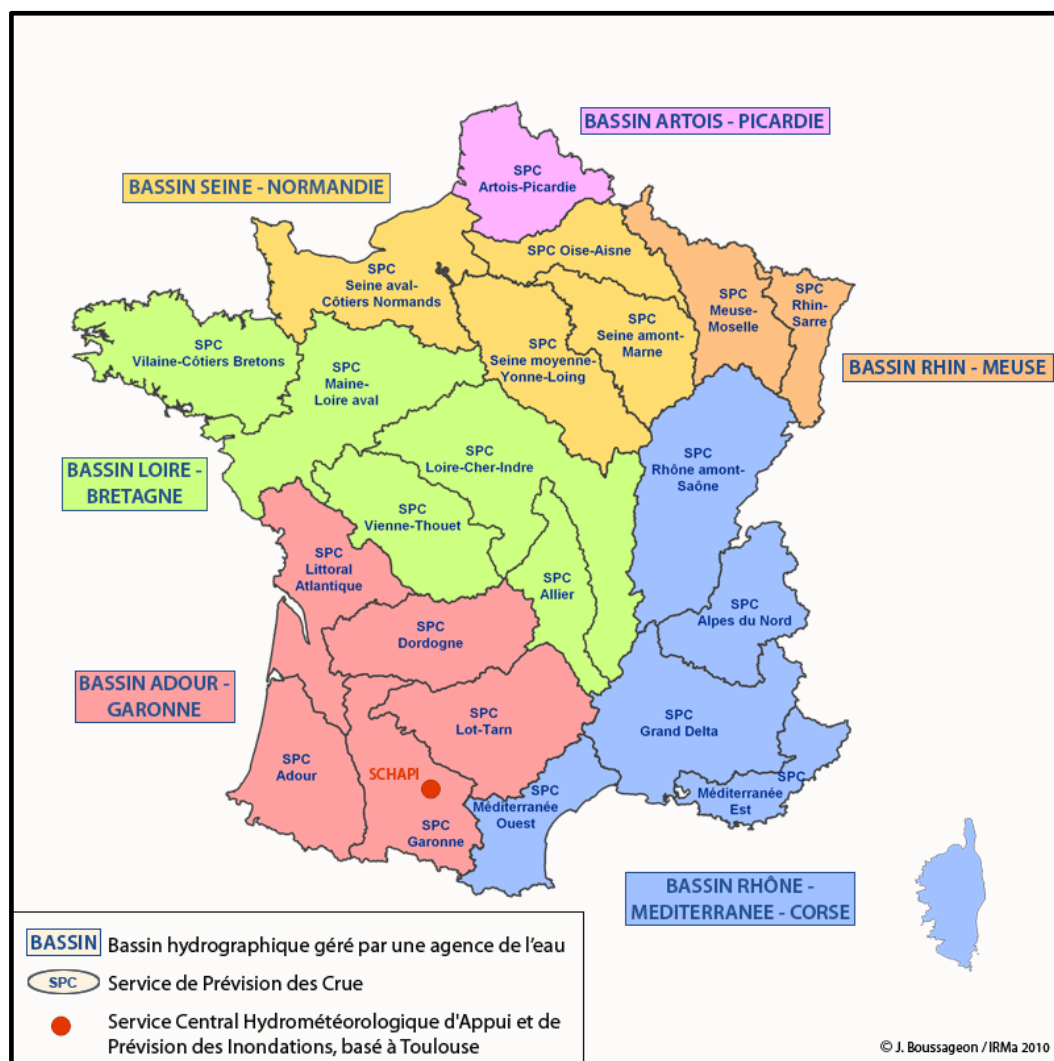 BASSIN ARTOIS - PICARDIE
SPC
Artois-Picardie
BASSIN SEINE - NORMANDIE
SPC Oise-Aisne
SPC
Seine aval-
Côtiers Normands
SPC
Meuse-
Moselle
SPC
Rhin-
Sarre
SPC
Seine amont-
Marne
SPC
Seine moyenne-
Yonne-Loing
SPC
Vilaine-Côtiers Bretons
SPC
Maine-
Loire aval
BASSIN RHIN - MEUSE
BASSIN LOIRE -
BRETAGNE
SPC
Loire-Cher-Indre
SPC
Rhône amont-
Saône
SPC
Vienne-Thouet
SPC
Littoral
Atlantique
SPC
Allier
SPC
Alpes du Nord
SPC
Dordogne
BASSIN ADOUR -
GARONNE
SPC
Lot-Tarn
SPC
Grand Delta
SPC
Adour
SCHAPI
SPC
Méditerranée
Ouest
SPC
Méditerranée
Est
SPC
Garonne
BASSIN RHÔNE -
MEDITERRANEE - CORSE
BASSIN Bassin hydrographique géré par une agence de l'eau
SPC Service de Prévision des Crue
Service Central Hydrométéorologique d'Appui et de
Prévision des Inondations, basé à Toulouse
© J. Boussageon / IRMa 2010